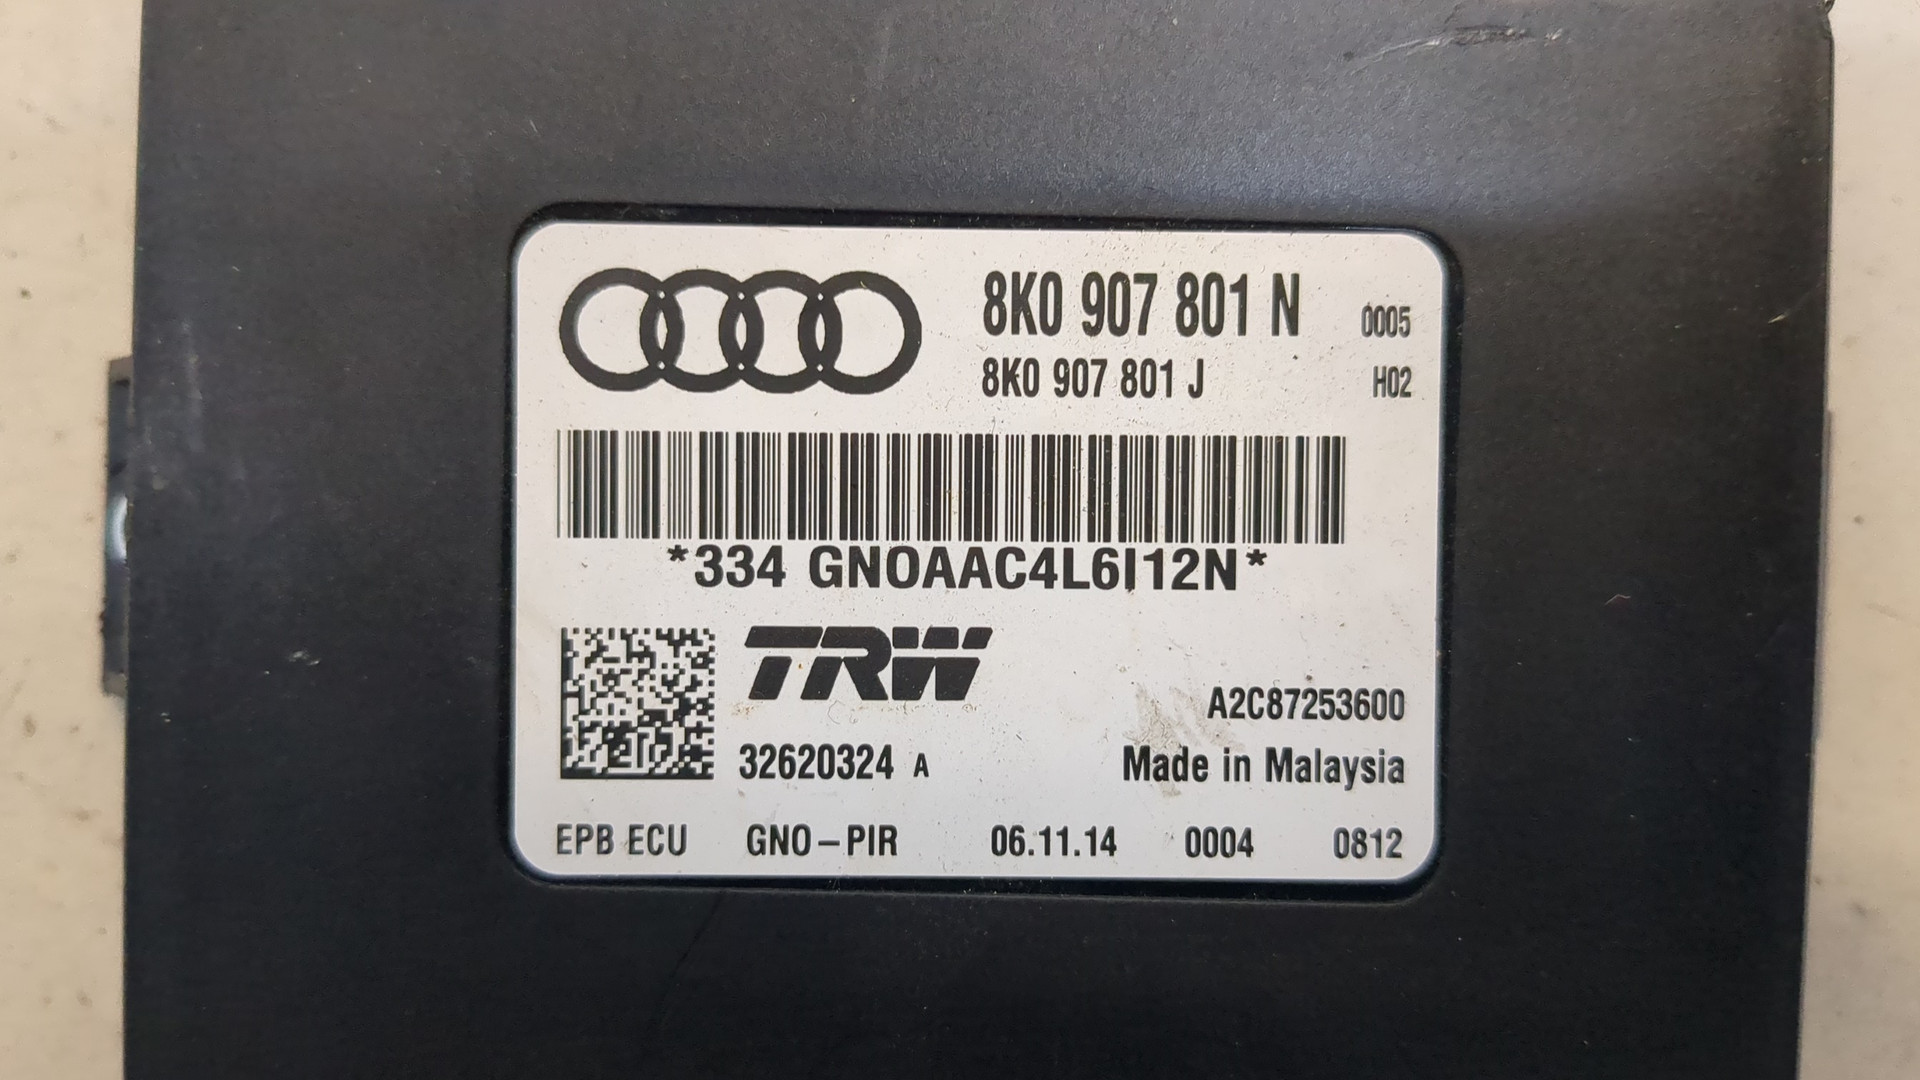 8K0 907 801 N 0005
8K0 907 801 J H02
*334 GNOAAC4L6I12N*
TRW
A2C87253600
32620324 A Made in Malaysia
EPB ECU GNO-PIR 06.11.14 0004 0812